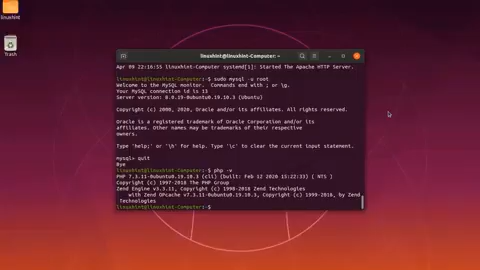 linuxhint
Trash
linuxhint@linuxhint-Computer: ~
Apr 09 22:16:55 linuxhint-Computer systemd[1]: Started The Apache HTTP Server.
linuxhint@linuxhint-Computer:~$ sudo mysql -u root
Welcome to the MySQL monitor.  Commands end with ; or \g.
Your MySQL connection id is 13
Server version: 8.0.19-0ubuntu0.19.10.3 (Ubuntu)
Copyright (c) 2000, 2020, Oracle and/or its affiliates. All rights reserved.
Oracle is a registered trademark of Oracle Corporation and/or its
affiliates. Other names may be trademarks of their respective
owners.
Type 'help;' or '\h' for help. Type '\c' to clear the current input statement.
mysql> quit
Bye
linuxhint@linuxhint-Computer:~$ php -v
PHP 7.3.11-0ubuntu0.19.10.3 (cli) (built: Feb 12 2020 15:22:33) ( NTS )
Copyright (c) 1997-2018 The PHP Group
Zend Engine v3.3.11, Copyright (c) 1998-2018 Zend Technologies
with Zend OPcache v7.3.11-0ubuntu0.19.10.3, Copyright (c) 1999-2018, by Zend
Technologies
linuxhint@linuxhint-Computer:~$